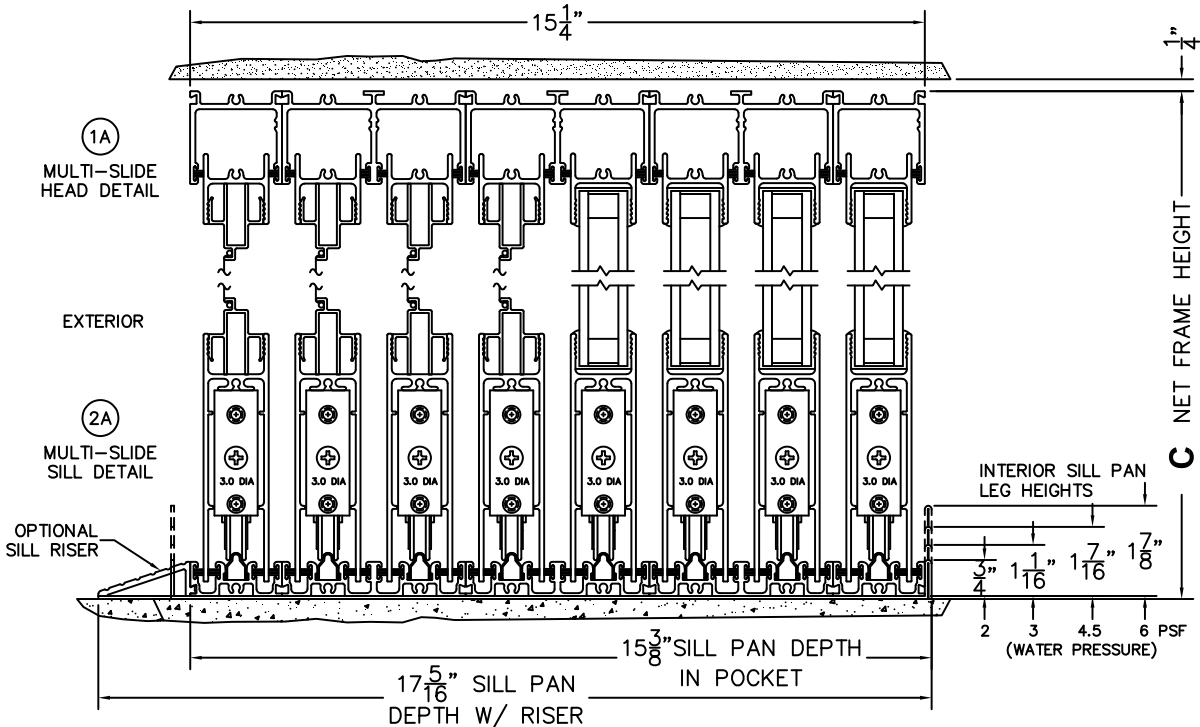 15 1/4"
1/4"
1A
MULTI-SLIDE
HEAD DETAIL
EXTERIOR
NET FRAME HEIGHT
C
2A
MULTI-SLIDE
SILL DETAIL
3.0 DIA
3.0 DIA
3.0 DIA
3.0 DIA
3.0 DIA
3.0 DIA
3.0 DIA
3.0 DIA
INTERIOR SILL PAN
LEG HEIGHTS
OPTIONAL
SILL RISER
3/4" 1 1/16" 1 7/16" 1 7/8"
2 3 4.5 6 PSF
(WATER PRESSURE)
15 3/8" SILL PAN DEPTH
IN POCKET
17 5/16" SILL PAN
DEPTH W/ RISER